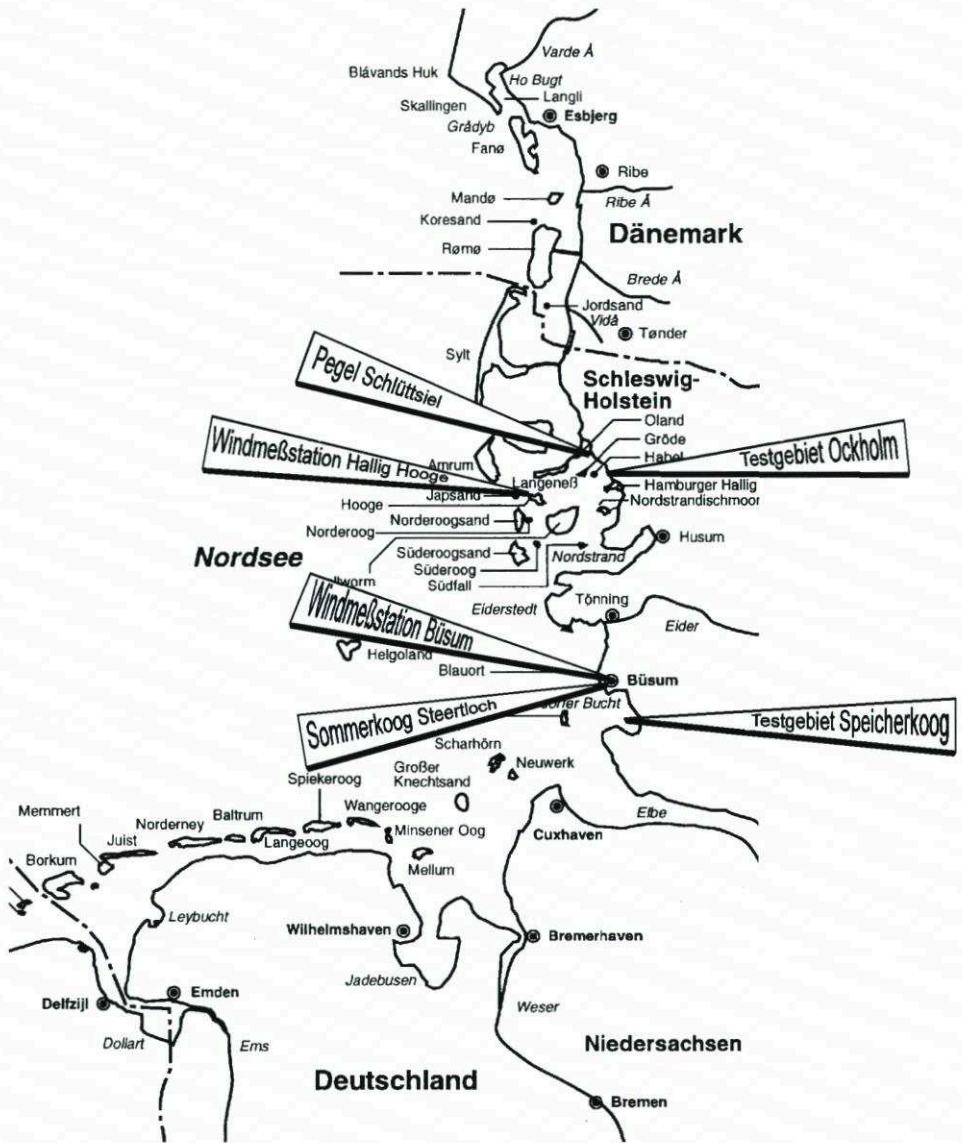 Varde Å
Blåvands Huk
Ho Bugt
Langli
Skallingen
Esbjerg
Grådyb
Fanø
Ribe
Mandø
Ribe Å
Koresand
Dänemark
Rømø
Brede Å
Jordsand
Vidå
Tønder
Sylt
Pegel Schlüttsiel
Schleswig-
Holstein
Oland
Gröde
Windmeßstation Hallig Hooge
Testgebiet Ockholm
Habel
Amrum
Langeneß
Hamburger Hallig
Japsand
Nordstrandischmoor
Hooge
Norderoogsand
Norderoog
Husum
Nordsee
Süderoogsand
Nordstrand
Süderoog
Südfall
llworm
Windmeßstation Büsum
Eiderstedt
Tönning
Eider
Helgoland
Blauort
Büsum
Sommerkoog Steertloch
Bucht
Testgebiet Speicherkoog
Scharhörn
Großer
Knechtsand
Neuwerk
Spiekeroog
Wangerooge
Elbe
Memmert
Baltrum
Norderney
Juist
Langeoog
Minsener Oog
Cuxhaven
Borkum
Mellum
Leybucht
Wilhelmshaven
Bremerhaven
Jadebusen
Emden
Delfzijl
Weser
Dollart
Ems
Niedersachsen
Deutschland
Bremen